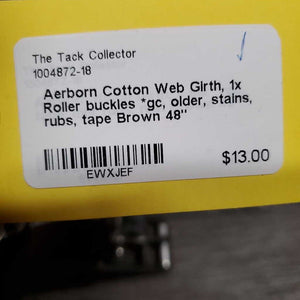 The Tack Collector
1004872-18
Aerborn Cotton Web Girth, 1x
Roller buckles *gc, older, stains,
rubs, tape Brown 48"
EWXJEF
$13.00